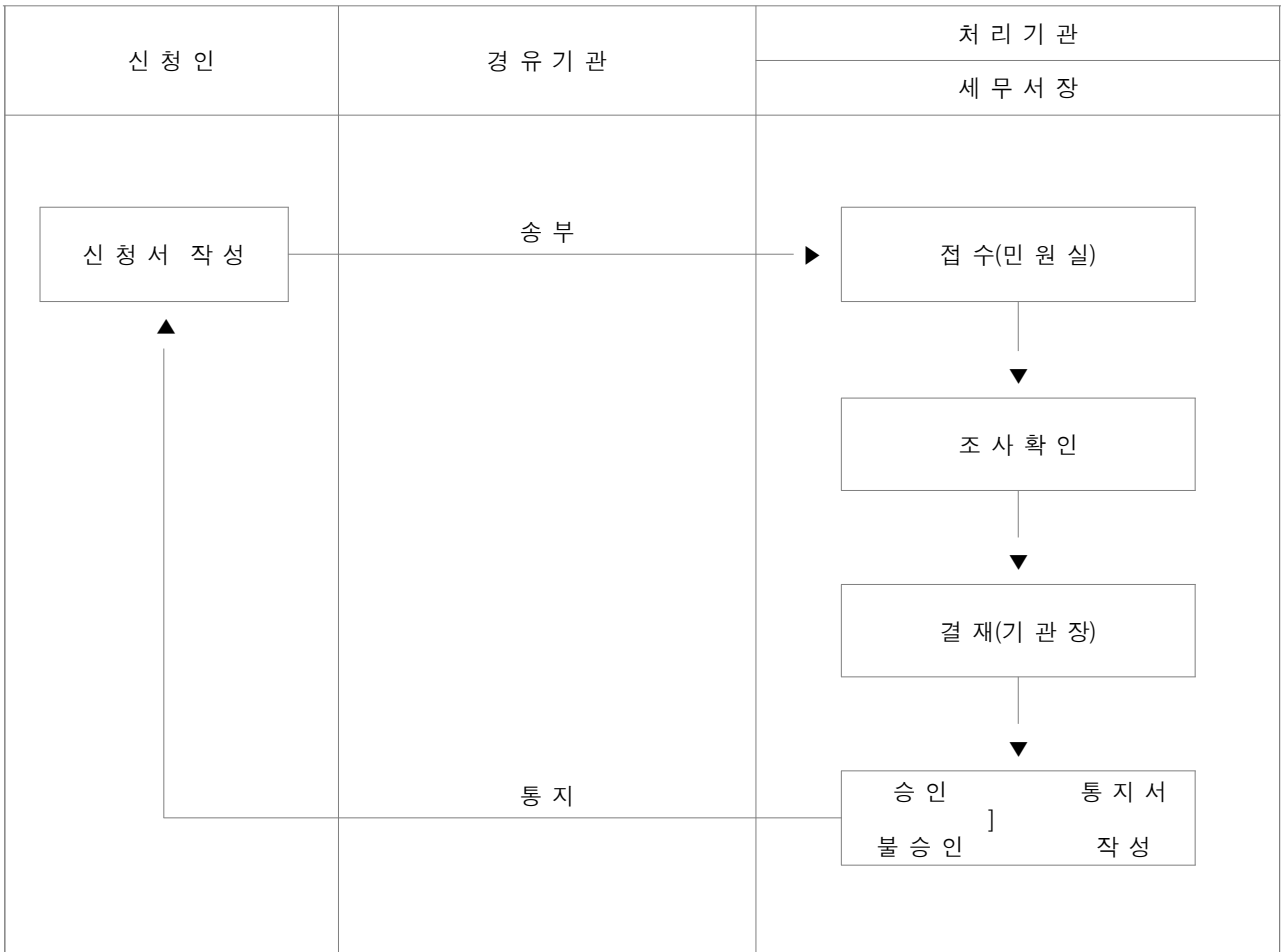 신 청 인
경 유 기 관
처 리 기 관
세 무 서 장
신 청 서 작 성
송 부
접 수(민 원 실)
조 사 확 인
결 재(기 관 장)
통 지
승 인 통 지 서
]
불 승 인 작 성